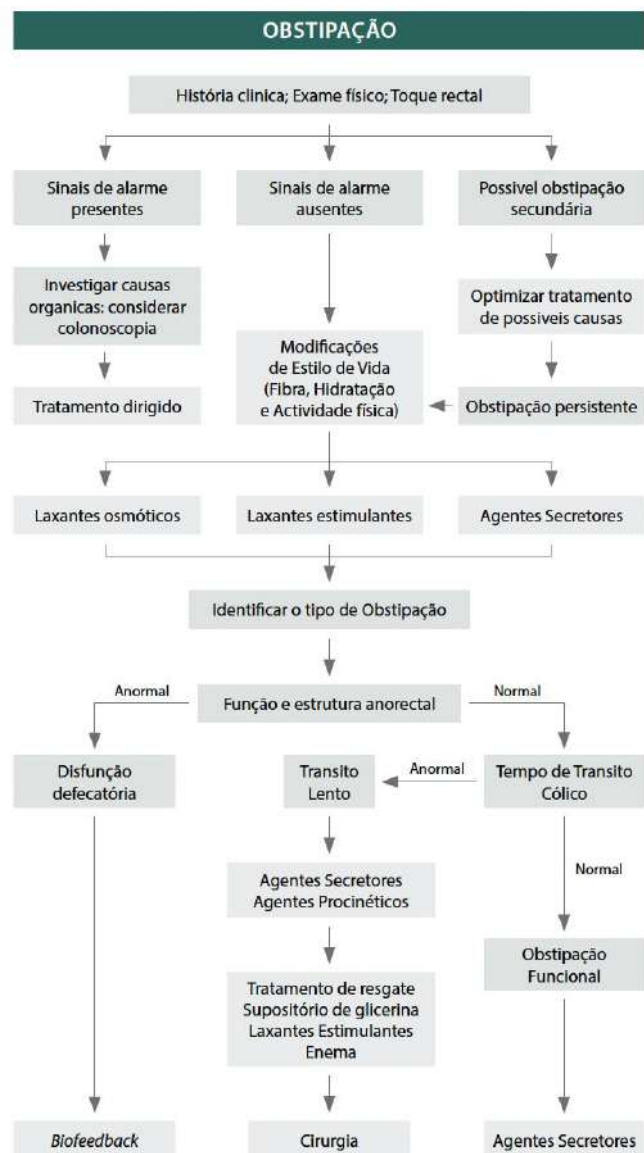 OBSTIPAÇÃO
História clinica; Exame físico; Toque rectal
Sinais de alarme
presentes
Sinais de alarme
ausentes
Possivel obstipação
secundária
Investigar causas
organicas: considerar
colonoscopia
Optimizar tratamento
de possiveis causas
Modificações
de Estilo de Vida
(Fibra, Hidratação
e Actividade física)
Tratamento dirigido
Obstipação persistente
Laxantes osmóticos
Laxantes estimulantes
Agentes Secretores
Identificar o tipo de Obstipação
Anormal
Função e estrutura anorectal
Normal
Disfunção
defecatória
Transito
Lento
Anormal
Tempo de Transito
Cólico
Normal
Agentes Secretores
Agentes Procinéticos
Obstipação
Funcional
Tratamento de resgate
Supositório de glicerina
Laxantes Estimulantes
Enema
Biofeedback
Cirurgia
Agentes Secretores